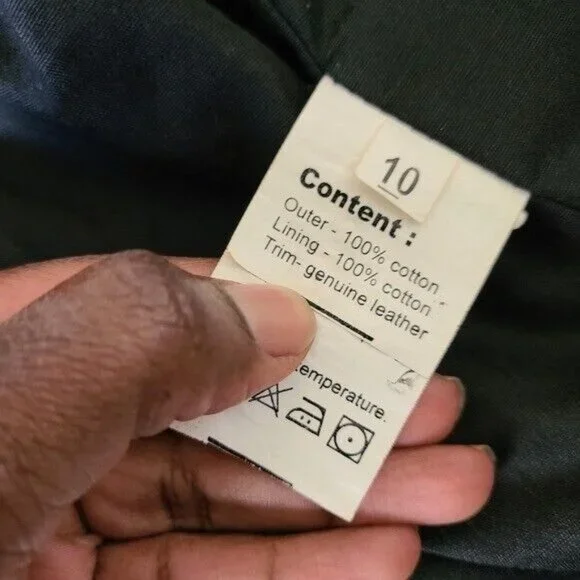 10
Content :
Outer - 100% cotton
Lining - 100% cotton
Trim- genuine leather
temperature.